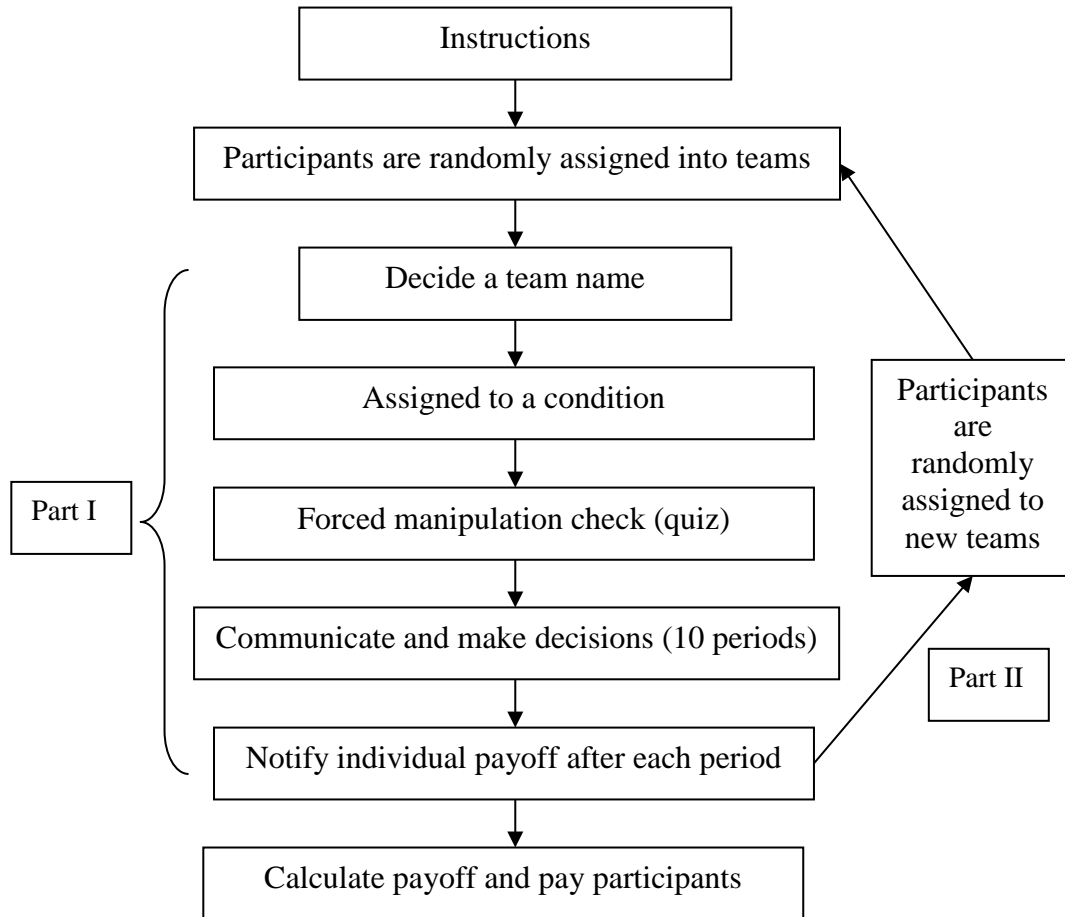 Instructions
Participants are randomly assigned into teams
Decide a team name
Assigned to a condition
Forced manipulation check (quiz)
Communicate and make decisions (10 periods)
Notify individual payoff after each period
Calculate payoff and pay participants
Part I
Participants
are
randomly
assigned to
new teams
Part II